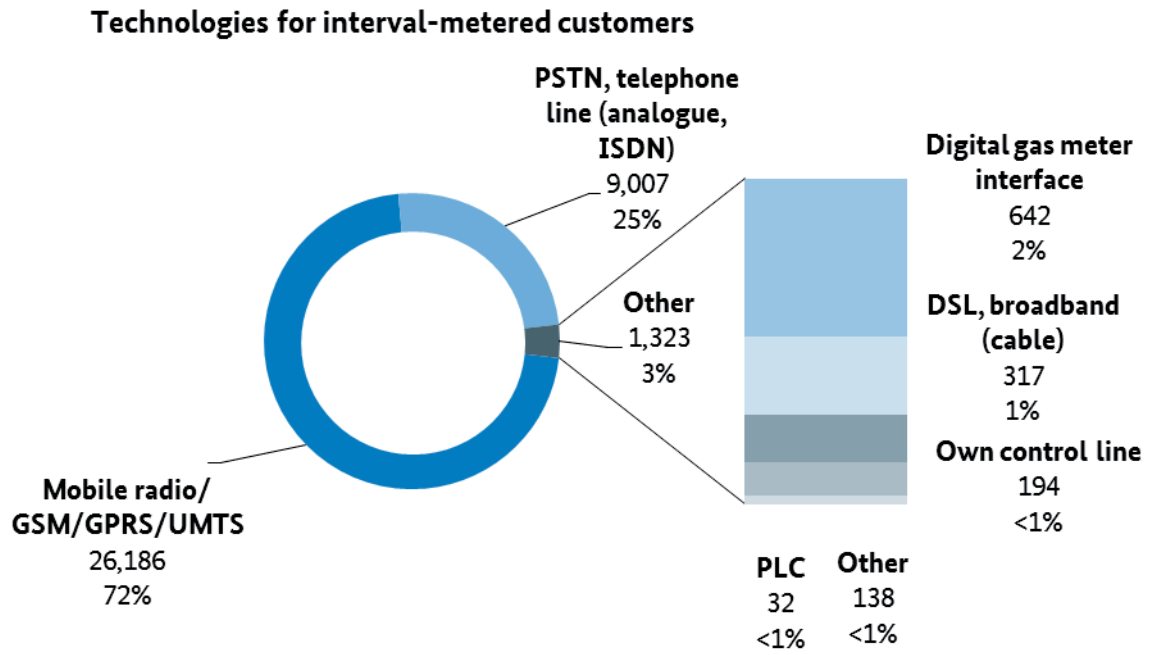 Technologies for interval-metered customers
PSTN, telephone
line (analogue,
ISDN)
9,007
25%
Other
1,323
3%
Mobile radio/
GSM/GPRS/UMTS
26,186
72%
Digital gas meter
interface
642
2%
DSL, broadband
(cable)
317
1%
Own control line
194
<1%
PLC
32
<1%
Other
138
<1%